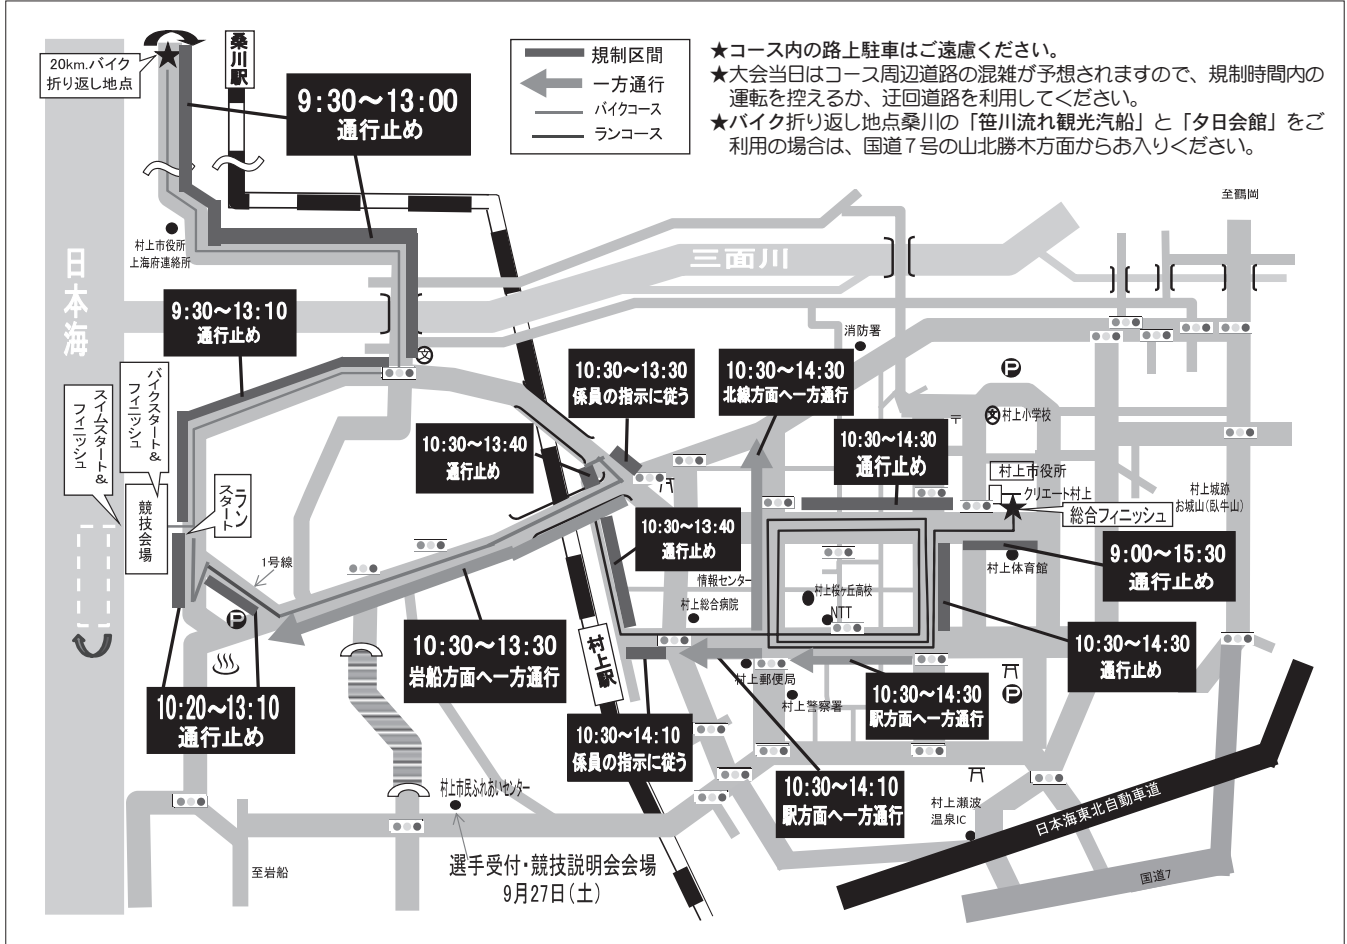 規制区間
一方通行
バイクコース
ランコース
★コース内の路上駐車はご遠慮ください。
★大会当日はコース周辺道路の混雑が予想されますので、規制時間内の
運転を控えるか、迂回道路を利用してください。
★バイク折り返し地点桑川の「笹川流れ観光汽船」と「夕日会館」をご
利用の場合は、国道７号の山北勝木方面からお入りください。
20km.バイク
折り返し地点
桑川駅
9:30〜13:00
通行止め
至鶴岡
村上市役所
上海府連絡所
日本海
三面川
9:30〜13:10
通行止め
消防署
文
10:30〜13:30
係員の指示に従う
10:30〜14:30
北線方面へ一方通行
P
スイムスタート&
フィニッシュ
バイクスタート&
フィニッシュ
〒
文
村上小学校
10:30〜13:40
通行止め
10:30〜14:30
通行止め
村上市役所
クリエート村上
村上城跡
お城山(臥牛山)
総合フィニッシュ
競技会場
ラン
スタート
10:30〜13:40
通行止め
9:00〜15:30
通行止め
1号線
情報センター
村上体育館
村上桜ヶ丘高校
村上総合病院
NTT
P
10:30〜13:30
岩船方面へ一方通行
村上駅
10:30〜14:30
通行止め
村上郵便局
P
10:20〜13:10
通行止め
10:30〜14:30
駅方面へ一方通行
村上警察署
10:30〜14:10
係員の指示に従う
10:30〜14:10
駅方面へ一方通行
村上市民ふれあいセンター
村上瀬波
温泉IC
日本海東北自動車道
至岩船
選手受付・競技説明会会場
9月27日(土)
国道7